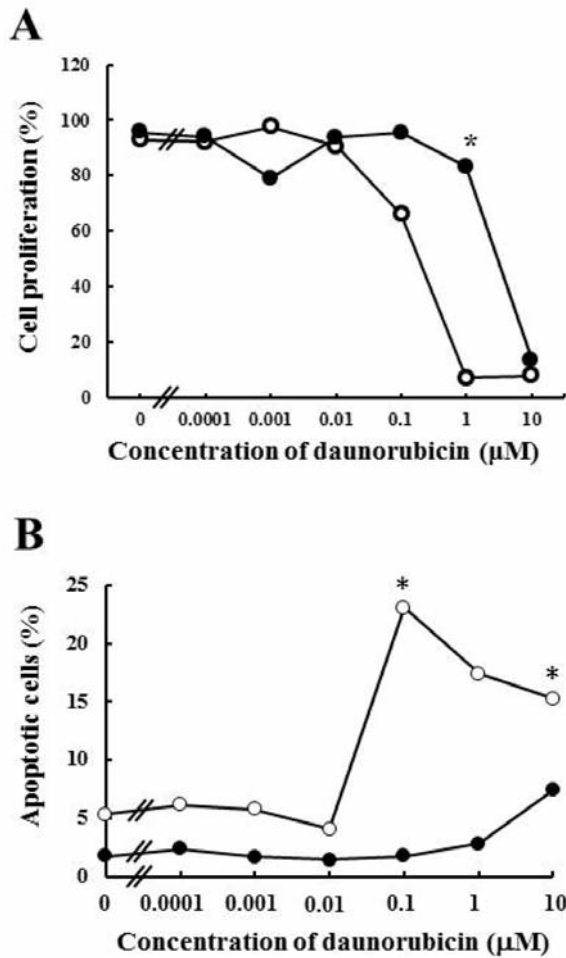 A
120
100
80
60
40
20
0
Cell proliferation (%)
*
0 0.0001 0.001 0.01 0.1 1 10
Concentration of daunorubicin (μM)
B
25
20
15
10
5
0
Apoptotic cells (%)
* *
0 0.0001 0.001 0.01 0.1 1 10
Concentration of daunorubicin (μM)